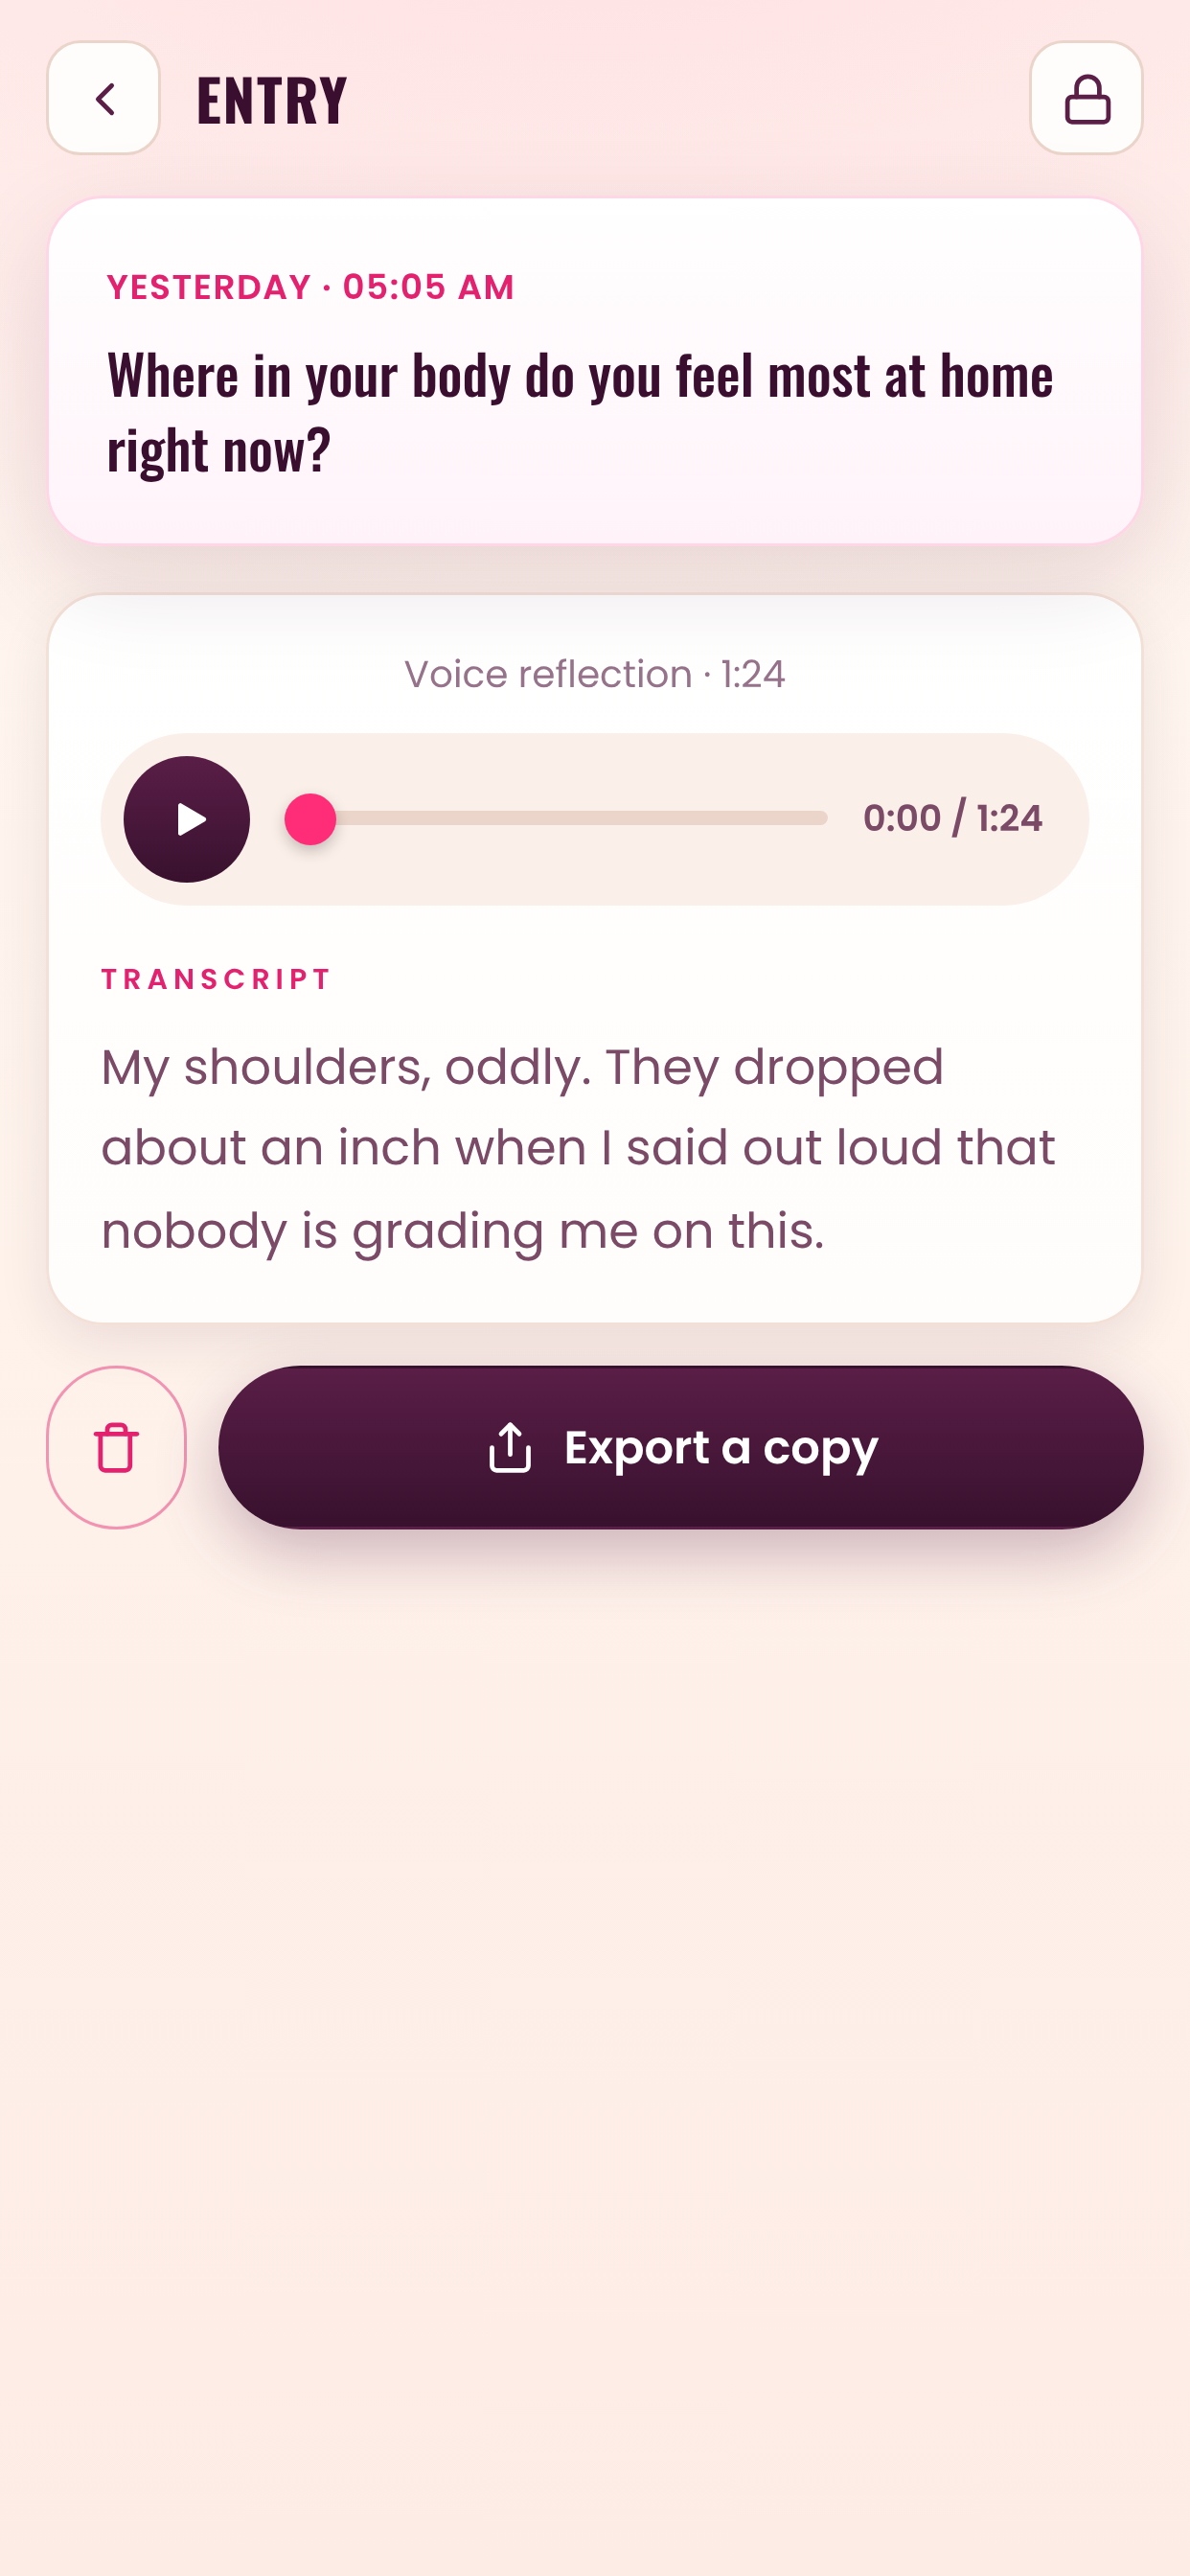 ENTRY
YESTERDAY · 05:05 AM
Where in your body do you feel most at home
right now?
Voice reflection · 1:24
0:00 / 1:24
TRANSCRIPT
My shoulders, oddly. They dropped
about an inch when I said out loud that
nobody is grading me on this.
Export a copy